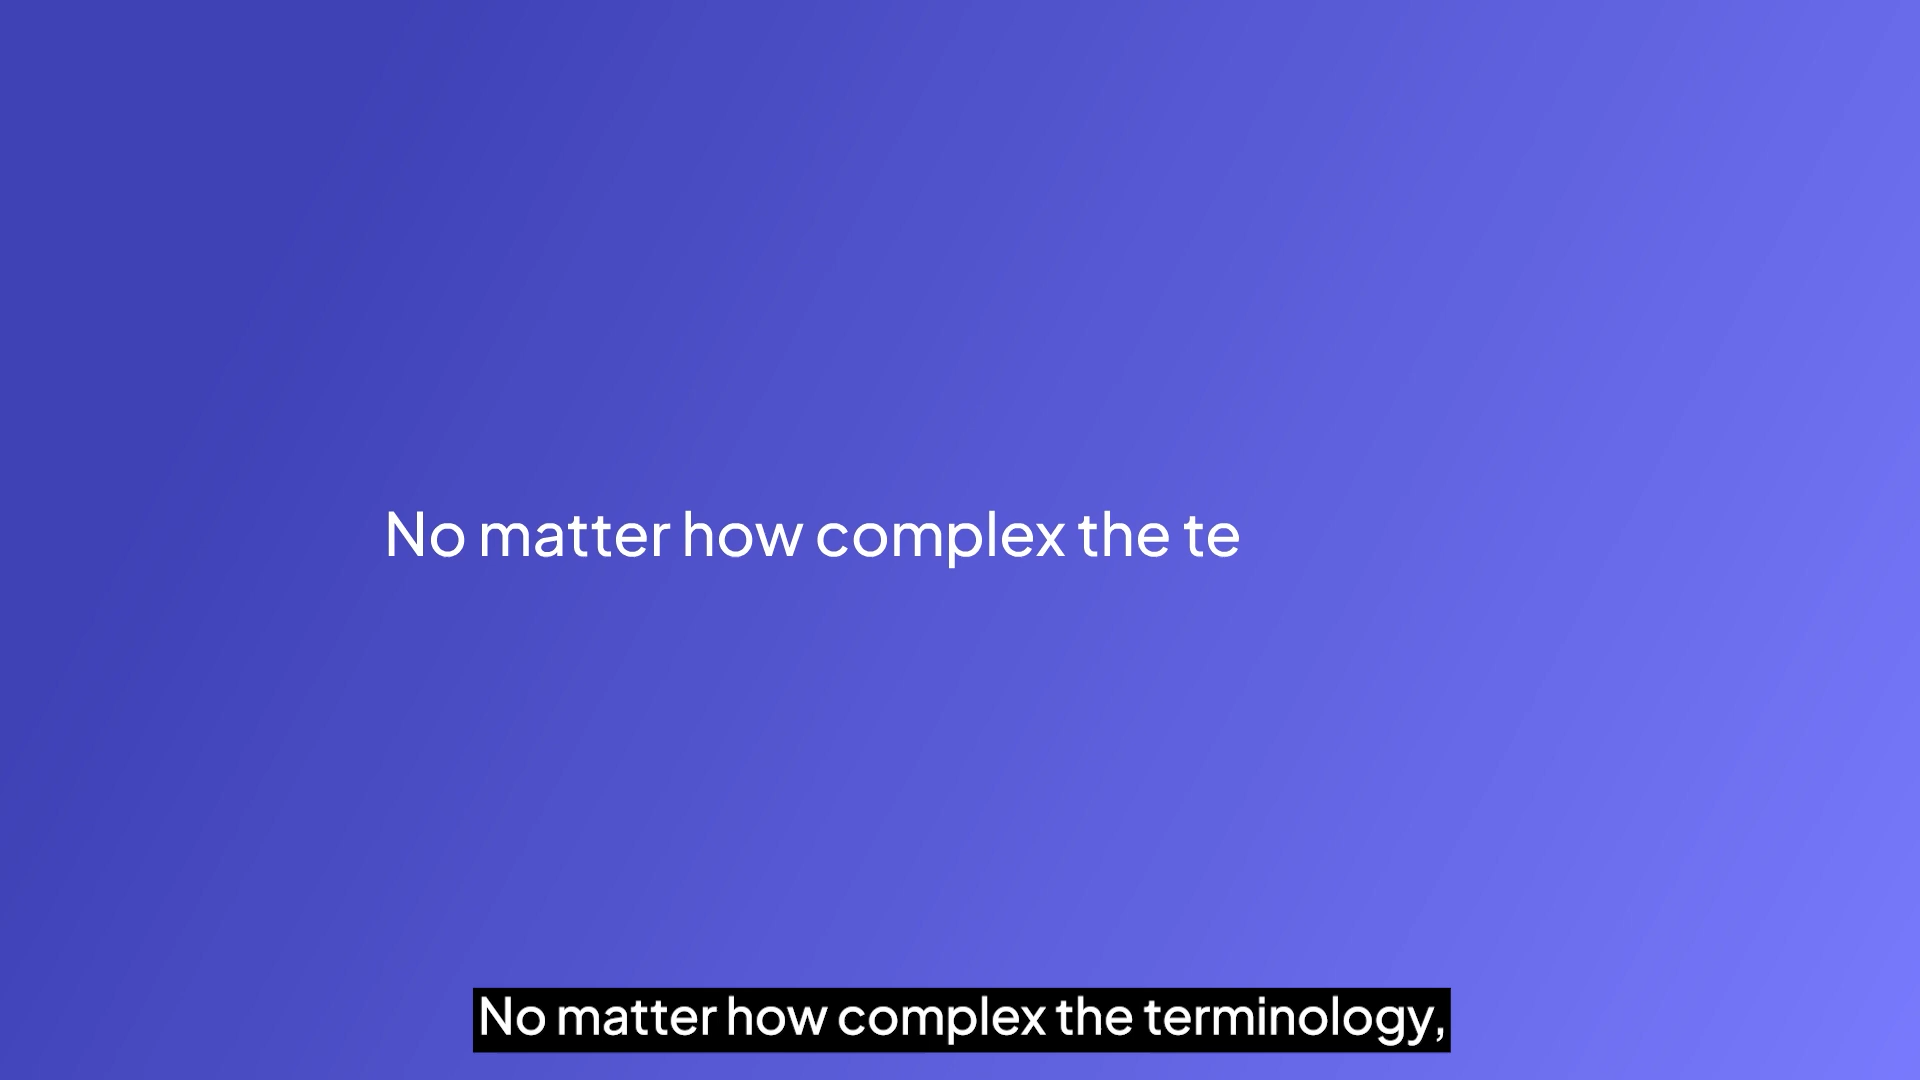 No matter how complex the te
No matter how complex the terminology,